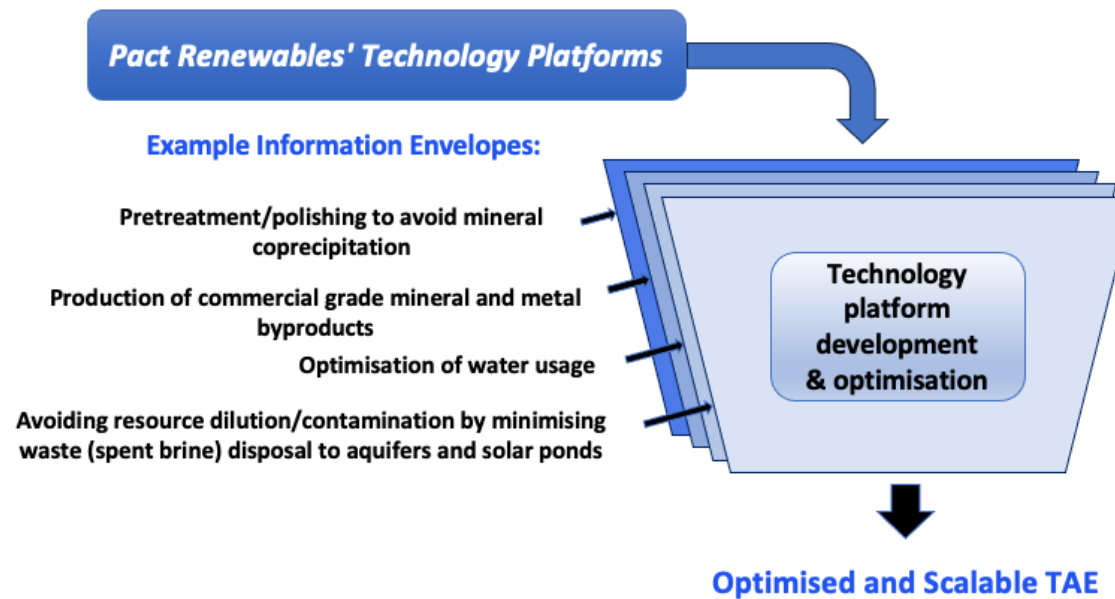 Pact Renewables' Technology Platforms
Example Information Envelopes:
Pretreatment/polishing to avoid mineral
coprecipitation
Production of commercial grade mineral and metal
byproducts
Optimisation of water usage
Avoiding resource dilution/contamination by minimising
waste (spent brine) disposal to aquifers and solar ponds
Technology
platform
development
& optimisation
Optimised and Scalable TAE